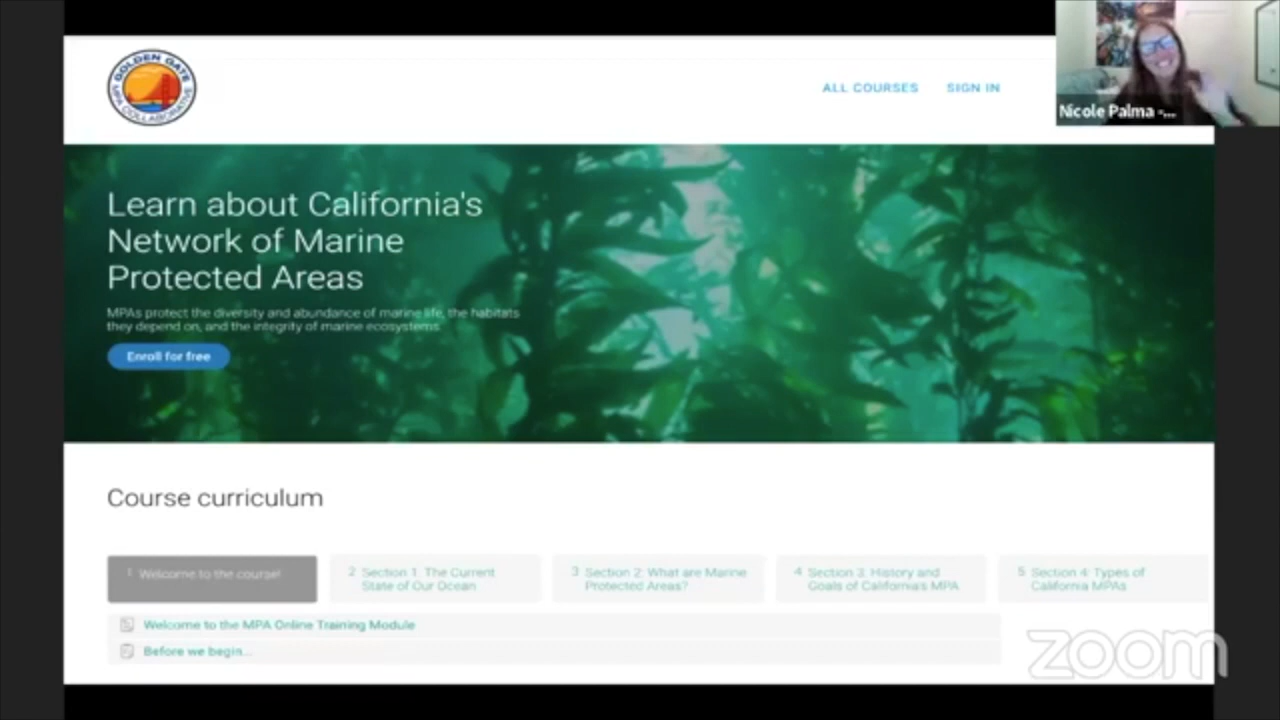 GOLDEN GATE
MPA COLLABORATIVE
ALL COURSES
SIGN IN
Nicole Palma -...
Learn about California's
Network of Marine
Protected Areas
MPAs protect the diversity and abundance of marine life, the habitats
they depend on, and the integrity of marine ecosystems.
Enroll for free
Course curriculum
1 Welcome to the course!
2 Section 1: The Current
State of Our Ocean
3 Section 2: What are Marine
Protected Areas?
4 Section 3: History and
Goals of California's MPA
5 Section 4: Types of
California MPAs
Welcome to the MPA Online Training Module
Before we begin...
zoom